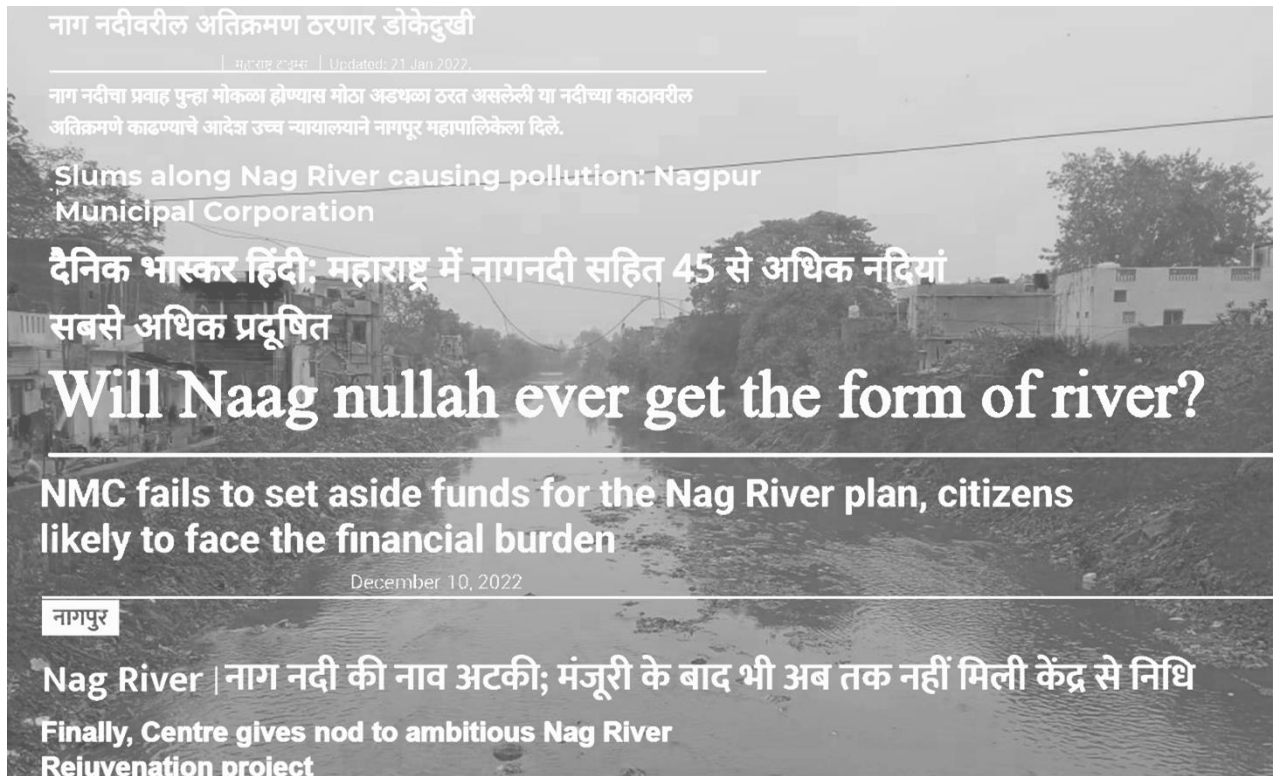 नाग नदीवरील अतिक्रमण ठरणार डोकेदुखी
| महाराष्ट्र टाइम्स | Updated: 21 Jan 2022,
नाग नदीचा प्रवाह पुन्हा मोकळा होण्यास मोठा अडथळा ठरत असलेली या नदीच्या काठावरील
अतिक्रमणे काढण्याचे आदेश उच्च न्यायालयाने नागपूर महापालिकेला दिले.
Slums along Nag River causing pollution: Nagpur
Municipal Corporation
दैनिक भास्कर हिंदी: महाराष्ट्र में नागनदी सहित 45 से अधिक नदियां
सबसे अधिक प्रदूषित
Will Naag nullah ever get the form of river?
NMC fails to set aside funds for the Nag River plan, citizens
likely to face the financial burden
December 10, 2022
नागपुर
Nag River | नाग नदी की नाव अटकी; मंजूरी के बाद भी अब तक नहीं मिली केंद्र से निधि
Finally, Centre gives nod to ambitious Nag River
Rejuvenation project